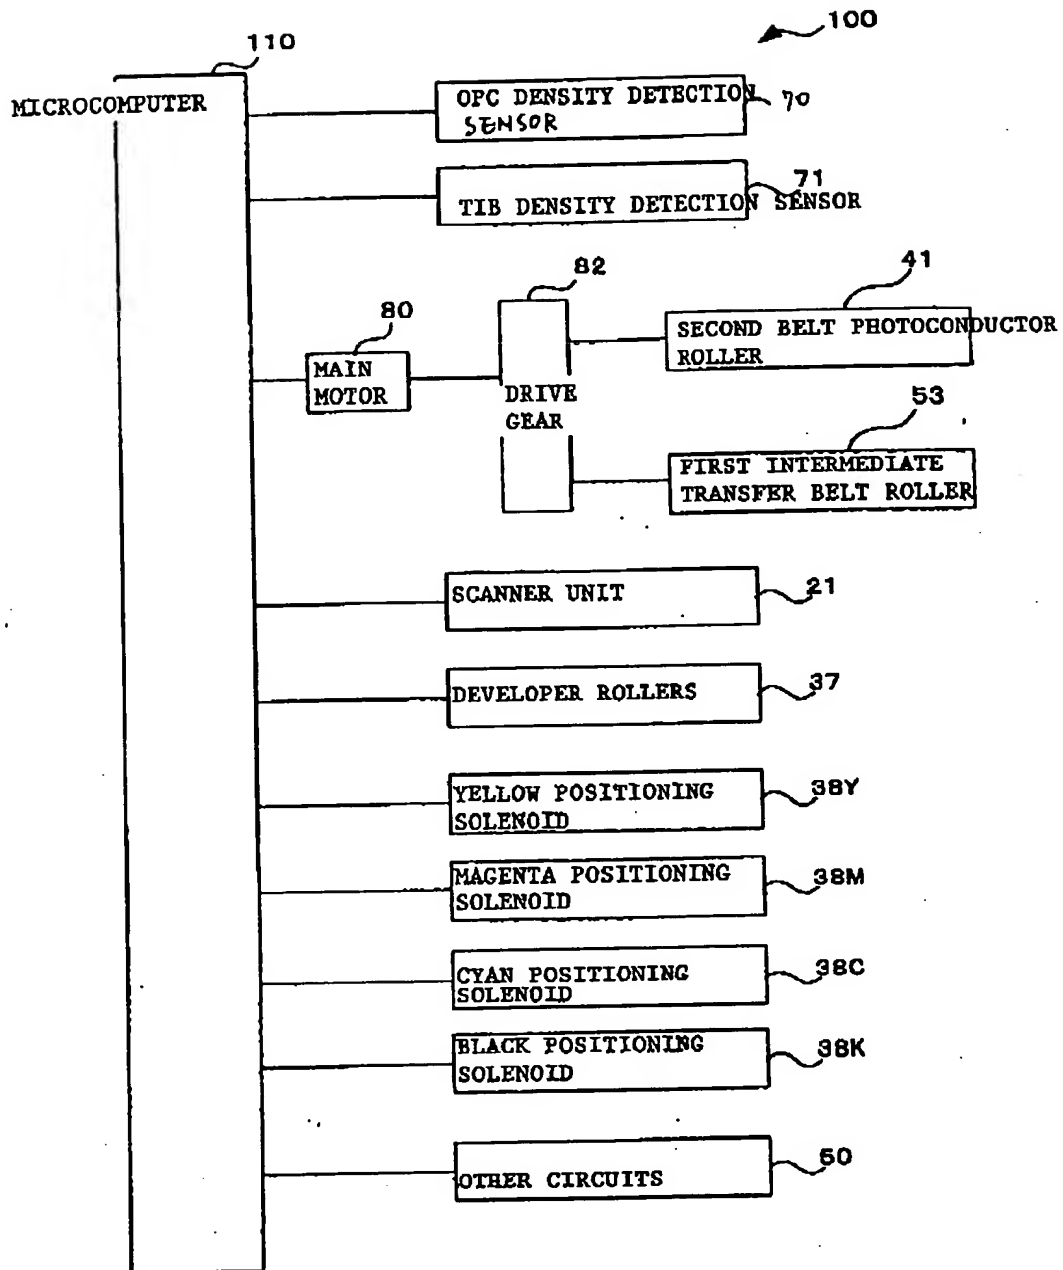 100
110
MICROCOMPUTER
OPC DENSITY DETECTION
SENSOR
70
71
TIB DENSITY DETECTION SENSOR
82
41
80
SECOND BELT PHOTOCONDUCTOR
ROLLER
MAIN
MOTOR
DRIVE
GEAR
53
FIRST INTERMEDIATE
TRANSFER BELT ROLLER
SCANNER UNIT
21
DEVELOPER ROLLERS
37
YELLOW POSITIONING
SOLENOID
38Y
MAGENTA POSITIONING
SOLENOID
38M
CYAN POSITIONING
SOLENOID
38C
BLACK POSITIONING
SOLENOID
38K
OTHER CIRCUITS
50